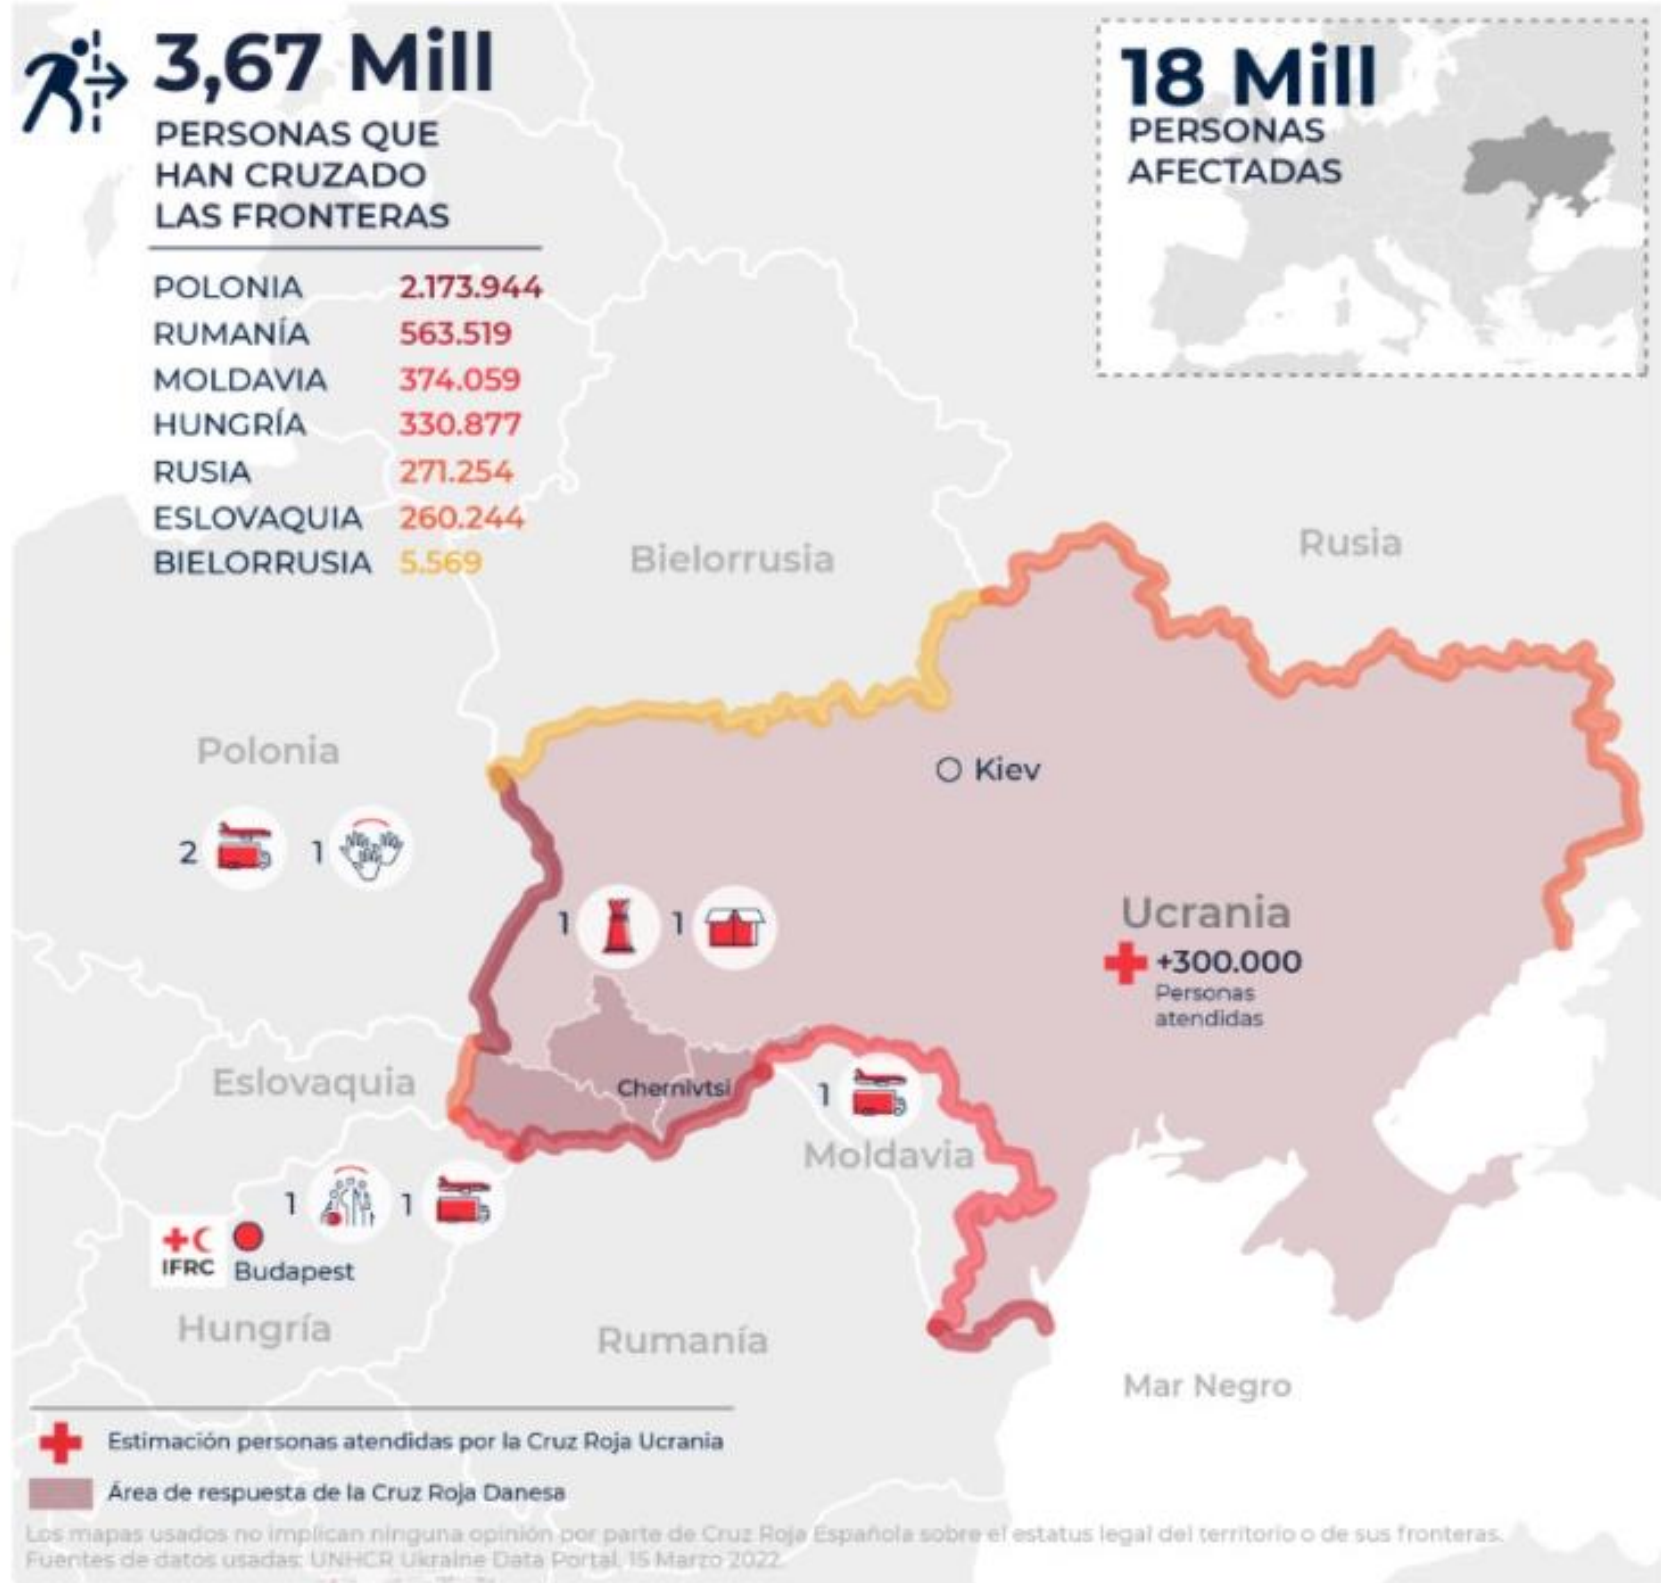 3,67 Mill
PERSONAS QUE
HAN CRUZADO
LAS FRONTERAS
POLONIA 2.173.944
RUMANÍA 563.519
MOLDAVIA 374.059
HUNGRÍA 330.877
RUSIA 271.254
ESLOVAQUIA 260.244
BIELORRUSIA 5.569
18 Mill
PERSONAS
AFECTADAS
Bielorrusia
Rusia
Polonia
Kiev
2 1
1 1
Ucrania
+300.000
Personas
atendidas
Eslovaquia
Chernivtsi
1
Moldavia
1 1
IFRC
Budapest
Hungría
Rumanía
Mar Negro
Estimación personas atendidas por la Cruz Roja Ucrania
Área de respuesta de la Cruz Roja Danesa
Los mapas usados no implican ninguna opinión por parte de Cruz Roja Española sobre el estatus legal del territorio o de sus fronteras.
Fuentes de datos usadas: UNHCR Ukraine Data Portal, 15 Marzo 2022.